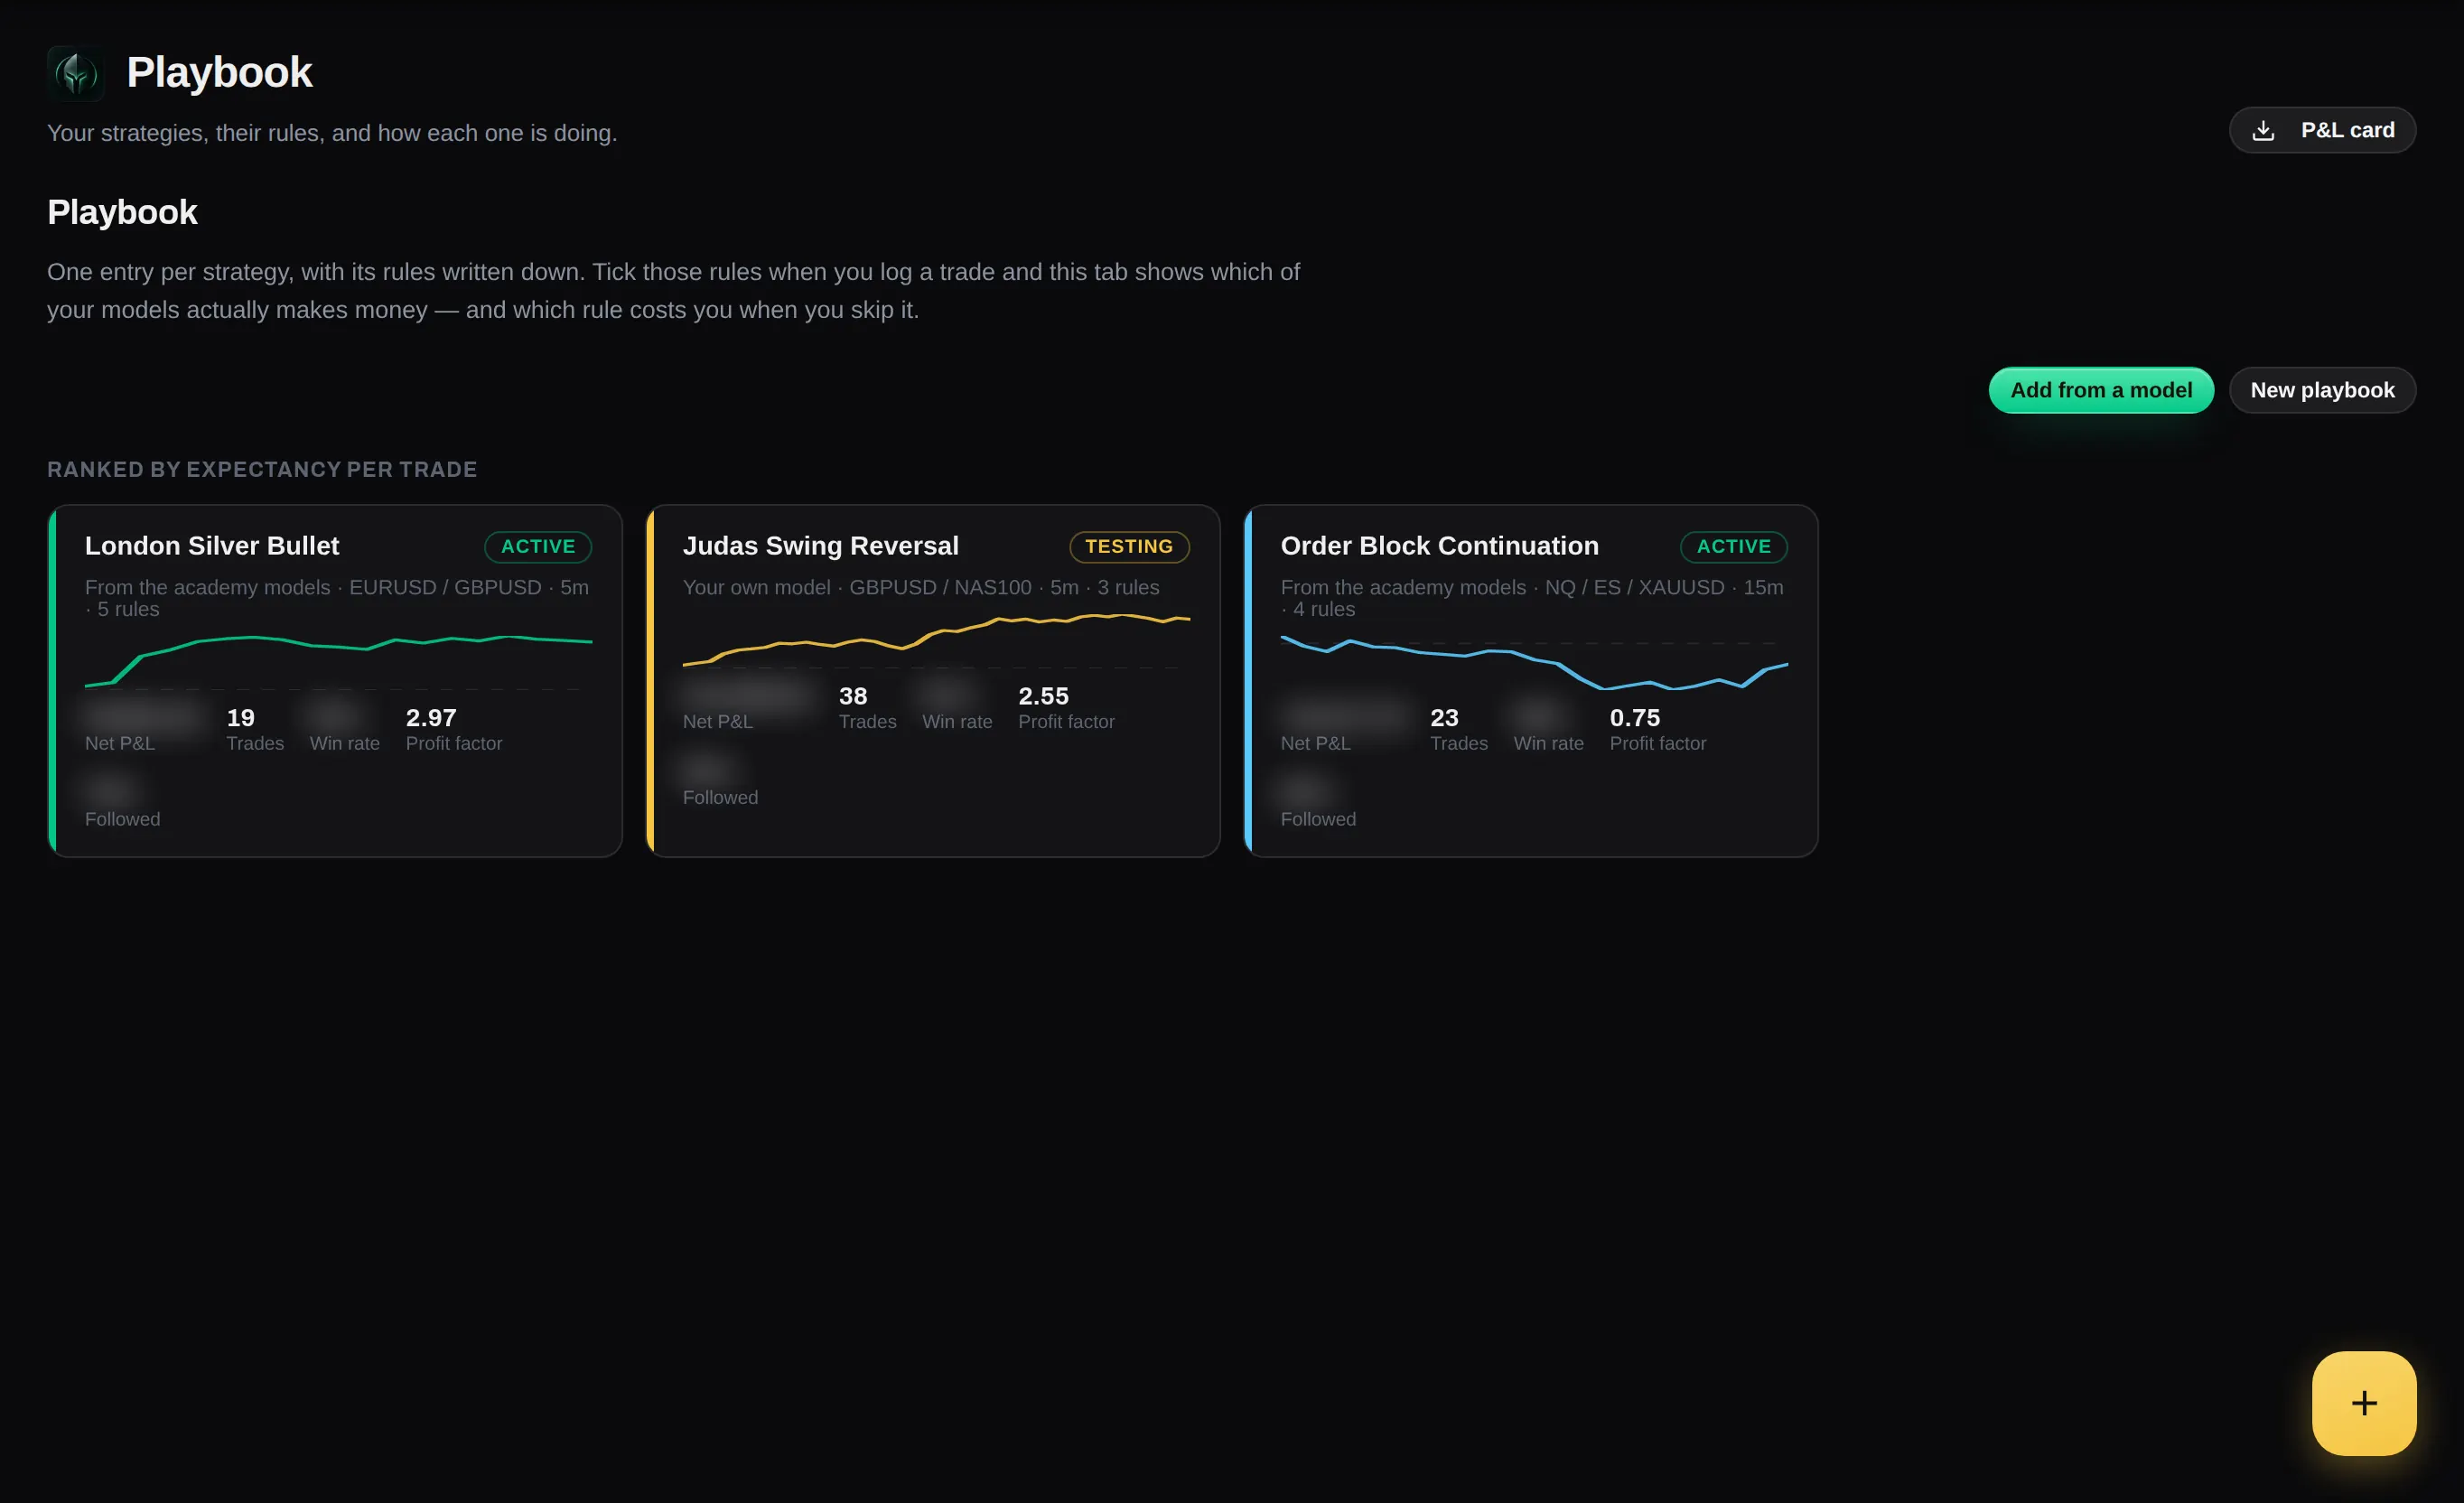 Playbook
Your strategies, their rules, and how each one is doing.
P&L card
Playbook
One entry per strategy, with its rules written down. Tick those rules when you log a trade and this tab shows which of
your models actually makes money — and which rule costs you when you skip it.
Add from a model
New playbook
RANKED BY EXPECTANCY PER TRADE
London Silver Bullet
ACTIVE
From the academy models · EURUSD / GBPUSD · 5m
· 5 rules
19
2.97
Net P&L
Trades
Win rate
Profit factor
Followed
Judas Swing Reversal
TESTING
Your own model · GBPUSD / NAS100 · 5m · 3 rules
38
2.55
Net P&L
Trades
Win rate
Profit factor
Followed
Order Block Continuation
ACTIVE
From the academy models · NQ / ES / XAUUSD · 15m
· 4 rules
23
0.75
Net P&L
Trades
Win rate
Profit factor
Followed
+